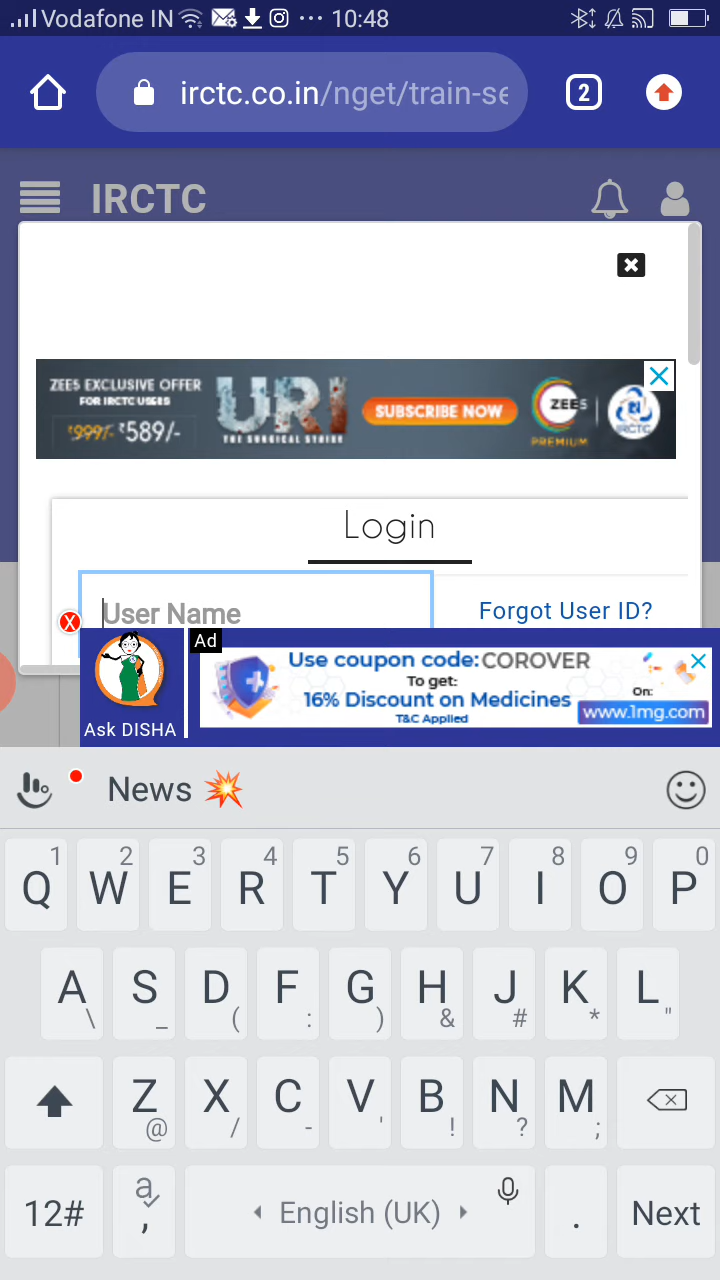 Vodafone IN ··· 10:48
irctc.co.in/nget/train-se 2
IRCTC
ZEE5 EXCLUSIVE OFFER
FOR IRCTC USERS
₹999/- ₹589/-
URI
THE SURGICAL STRIKE
SUBSCRIBE NOW
ZEE5
PREMIUM
IRCTC
Login
User Name
Forgot User ID?
X
Ask DISHA
Ad
Use coupon code: COROVER
To get:
16% Discount on Medicines
T&C Applied
On:
www.1mg.com
News 💥
Q 1 W 2 E 3 R 4 T 5 Y 6 U 7 I 8 O 9 P 0
A \ S _ D ( F : G ) H & J # K * L "
Z @ X / C - V ' B ! N ? M ;
12# a , English (UK) . Next